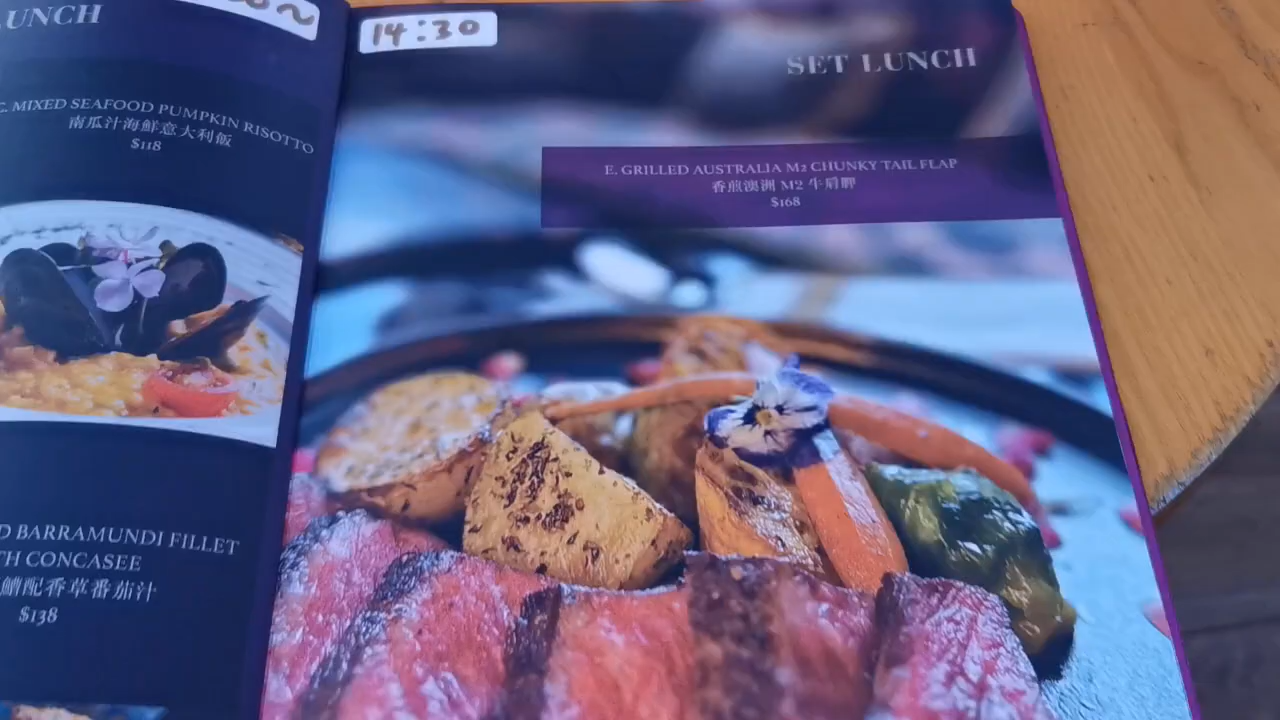 LUNCH
C. MIXED SEAFOOD PUMPKIN RISOTTO
南瓜汁海鮮意大利飯
$118
BARRAMUNDI FILLET
CONCASEE
配香草番茄汁
$138
14:30
SET LUNCH
E. GRILLED AUSTRALIA M2 CHUNKY TAIL FLAP
香煎澳洲 M2 牛肩胛
$168